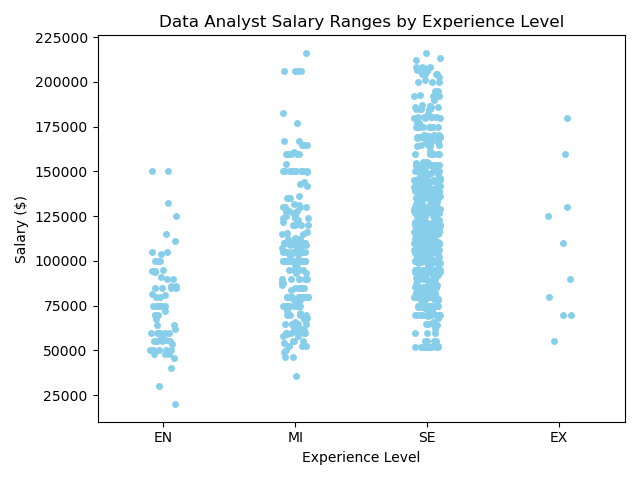 Data Analyst Salary Ranges by Experience Level
225000
200000
175000
150000
125000
100000
75000
50000
25000
Salary ($)
EN MI SE EX
Experience Level